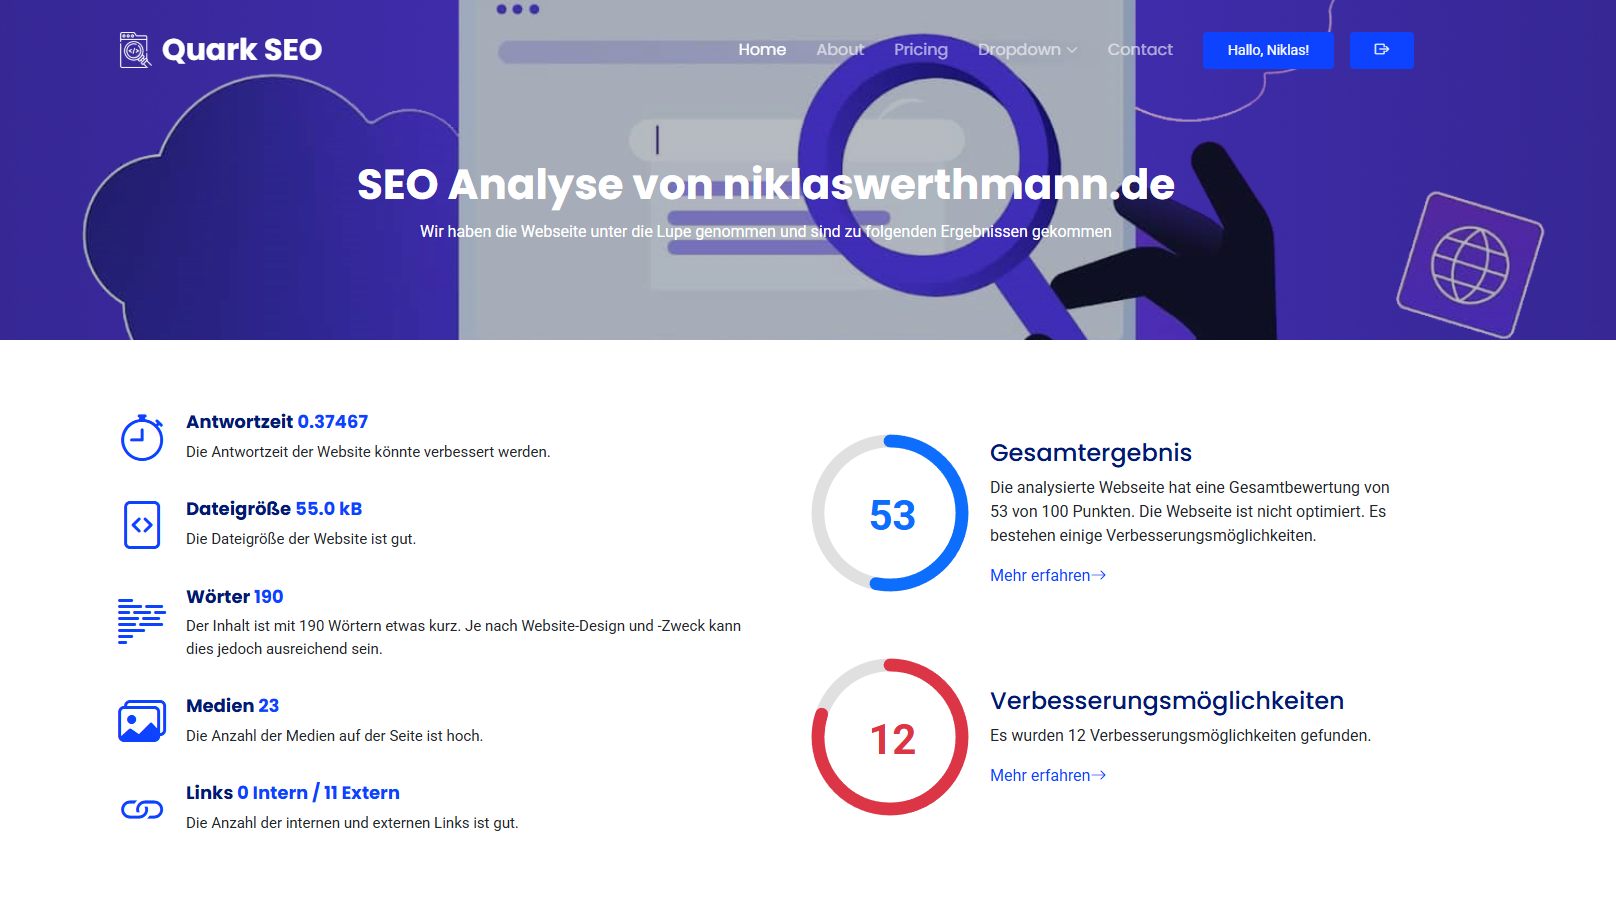 Quark SEO
Home About Pricing Dropdown Contact Hallo, Niklas!
SEO Analyse von niklaswerthmann.de
Wir haben die Webseite unter die Lupe genommen und sind zu folgenden Ergebnissen gekommen
Antwortzeit 0.37467
Die Antwortzeit der Website könnte verbessert werden.
Dateigröße 55.0 kB
Die Dateigröße der Website ist gut.
Wörter 190
Der Inhalt ist mit 190 Wörtern etwas kurz. Je nach Website-Design und -Zweck kann
dies jedoch ausreichend sein.
Medien 23
Die Anzahl der Medien auf der Seite ist hoch.
Links 0 Intern / 11 Extern
Die Anzahl der internen und externen Links ist gut.
53
Gesamtergebnis
Die analysierte Webseite hat eine Gesamtbewertung von
53 von 100 Punkten. Die Webseite ist nicht optimiert. Es
bestehen einige Verbesserungsmöglichkeiten.
Mehr erfahren
12
Verbesserungsmöglichkeiten
Es wurden 12 Verbesserungsmöglichkeiten gefunden.
Mehr erfahren